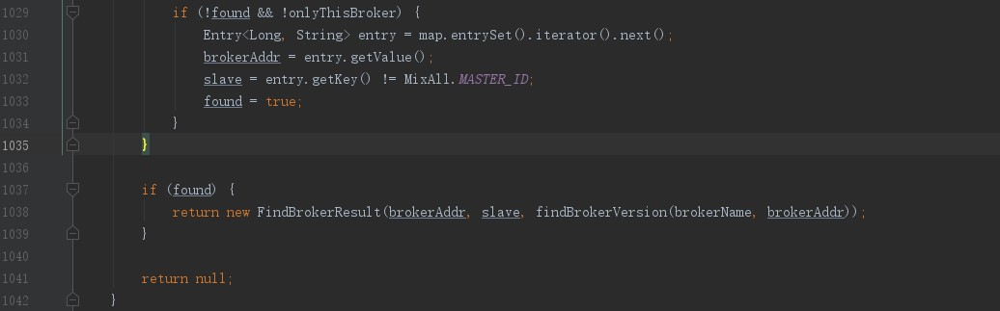 1029 if (!found && !onlyThisBroker) {
1030 Entry<Long, String> entry = map.entrySet().iterator().next();
1031 brokerAddr = entry.getValue();
1032 slave = entry.getKey() != MixAll.MASTER_ID;
1033 found = true;
1034 }
1035 }
1036
1037 if (found) {
1038 return new FindBrokerResult(brokerAddr, slave, findBrokerVersion(brokerName, brokerAddr));
1039 }
1040
1041 return null;
1042 }